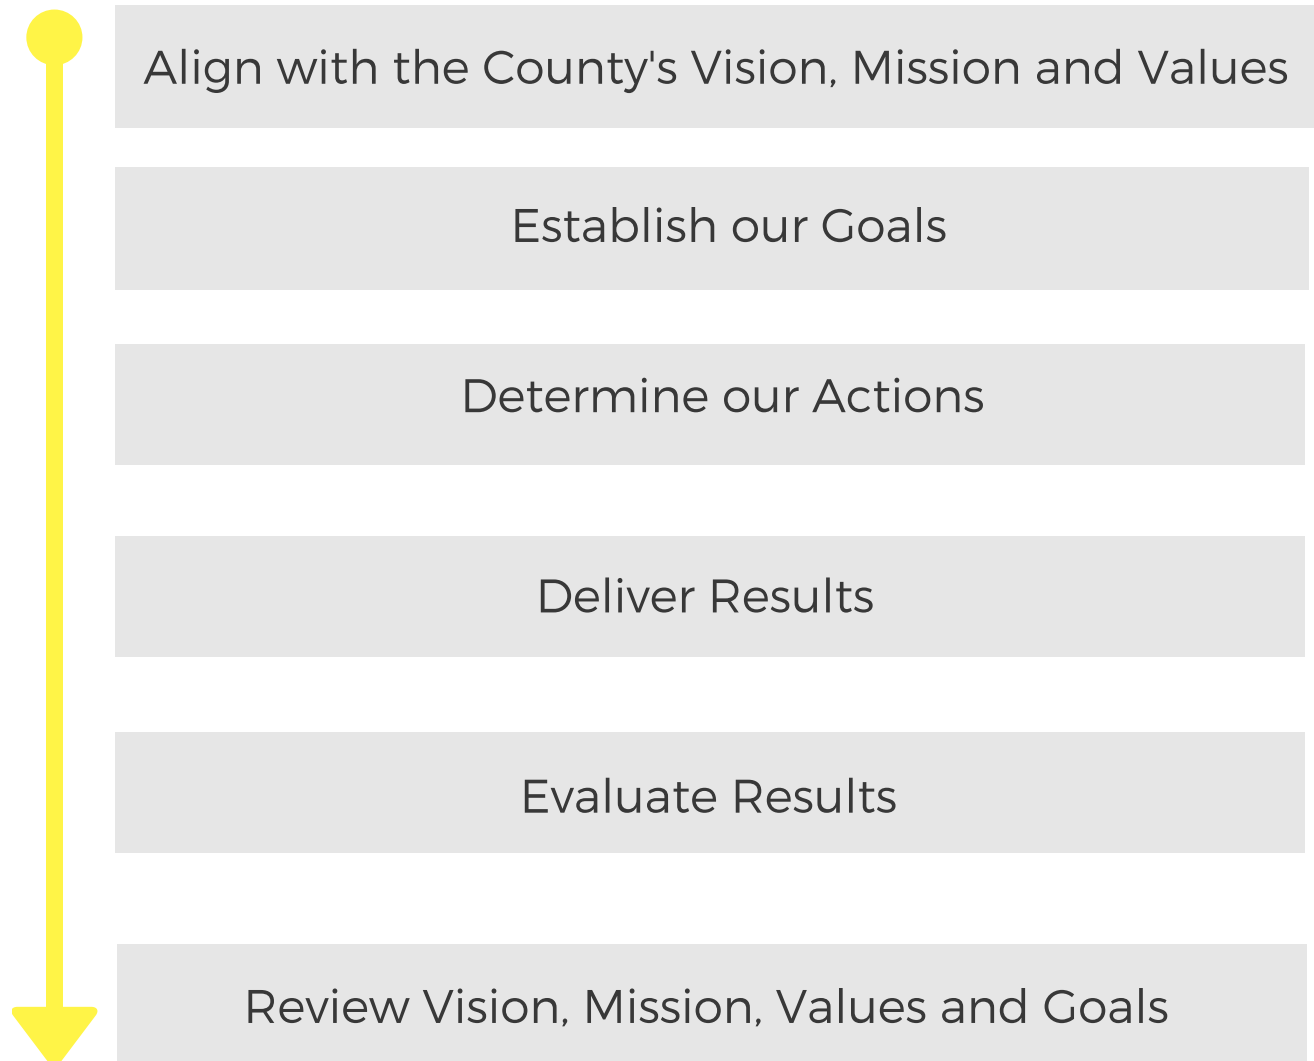 Align with the County's Vision, Mission and Values
Establish our Goals
Determine our Actions
Deliver Results
Evaluate Results
Review Vision, Mission, Values and Goals